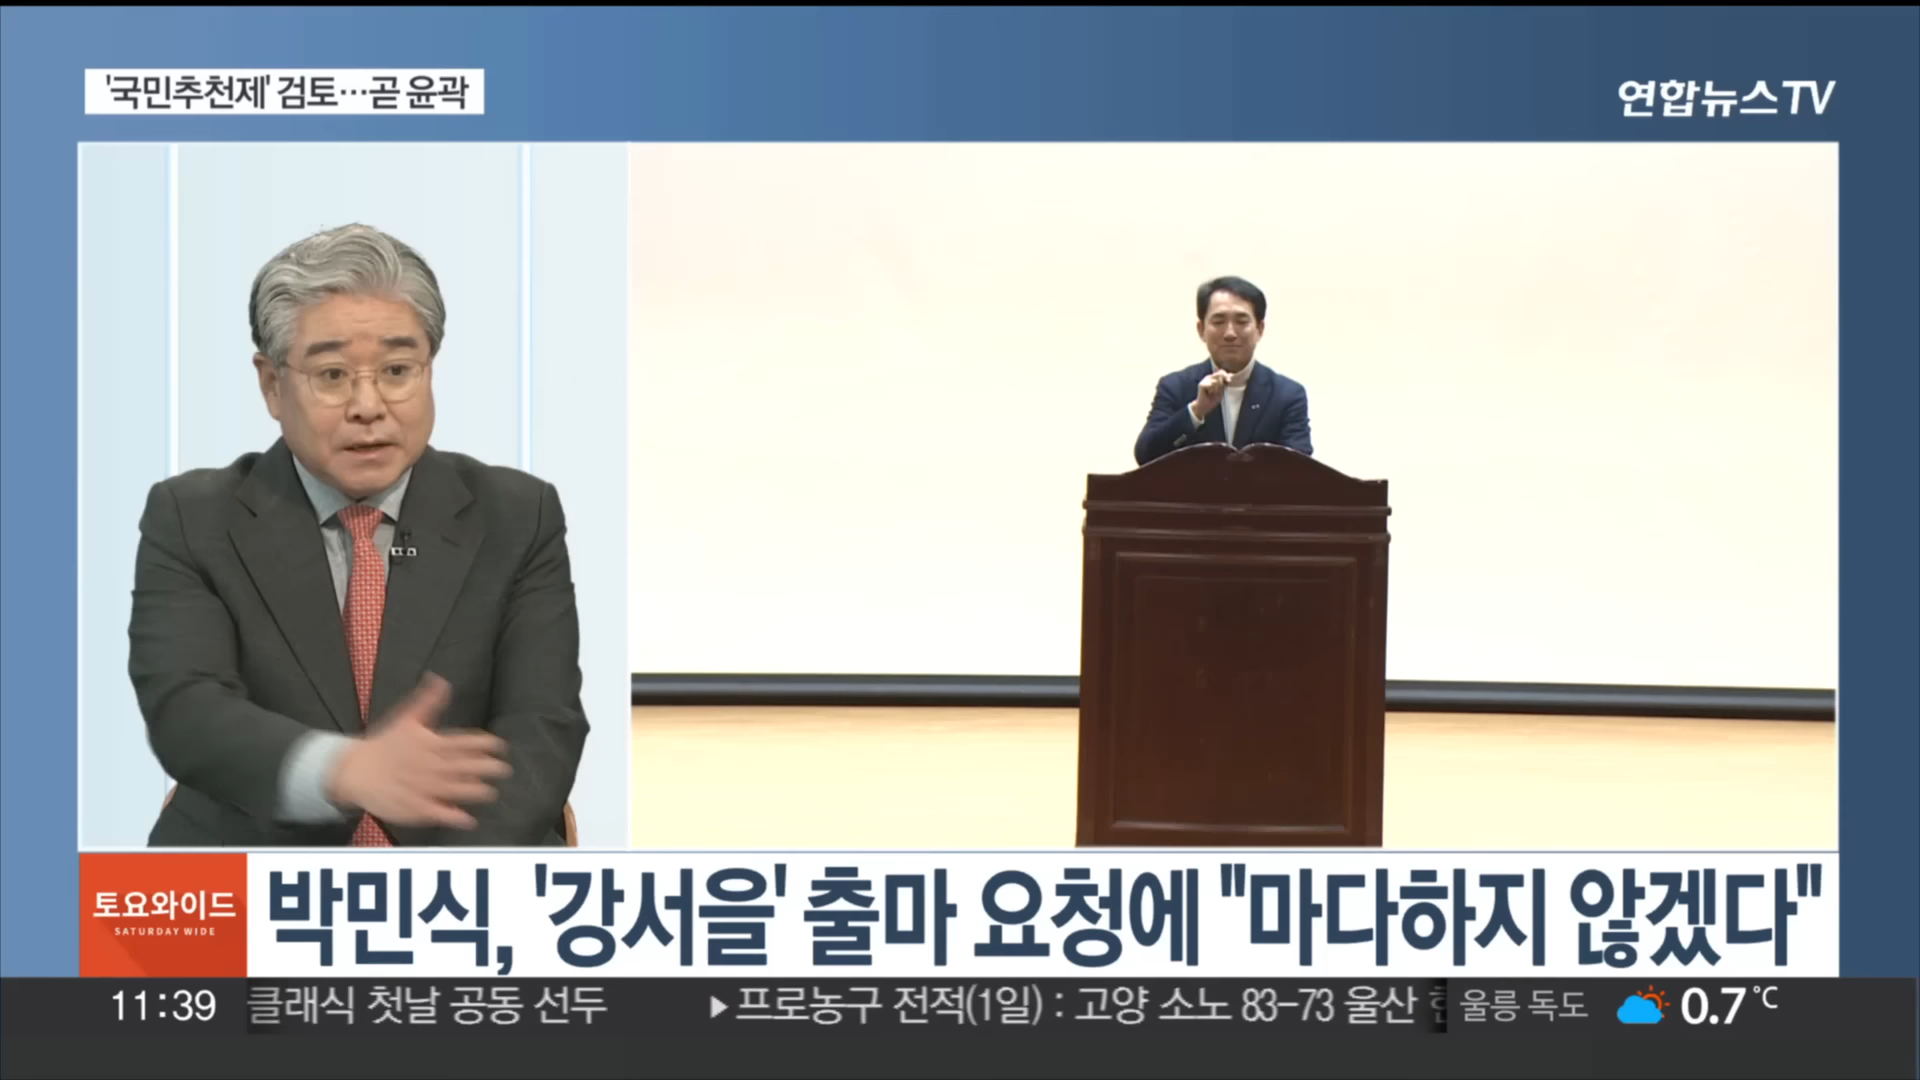 '국민추천제' 검토…곧 윤곽
연합뉴스TV
토요와이드
SATURDAY WIDE
박민식, '강서을' 출마 요청에 "마다하지 않겠다"
11:39
클래식 첫날 공동 선두
▶프로농구 전적(1일) : 고양 소노 83-73 울산
울릉 독도
0.7℃